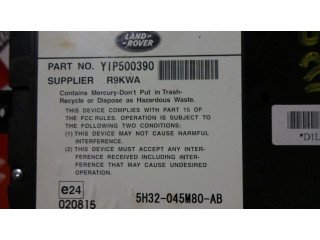 LAND-
ROVER
PART NO. YIP500390
SUPPLIER R9KWA
Contains Mercury-Don't Put in Trash-
Recycle or Dispose as Hazardous Waste.
THIS DEVICE COMPLIES WITH PART 15 OF
THE FCC RULES. OPERATION IS SUBJECT TO
THE FOLLOWING TWO CONDITIONS:
(1) THIS DEVICE MAY NOT CAUSE HARMFUL
INTERFERENCE.
(2) THIS DEVICE MUST ACCEPT ANY INTER-
FERENCE RECEIVED INCLUDING INTER-
FERENCE THAT MAY CAUSE UNDESIRED
OPERATION.
e24
020815
5H32-045M80-AB